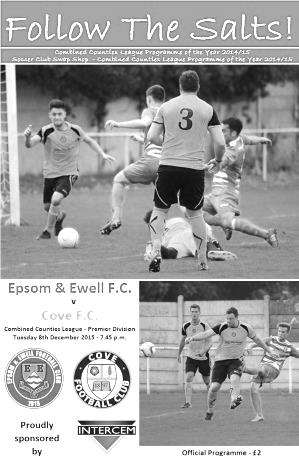 Follow The Salts!
Combined Counties League Programme of the Year 2014/15
Soccer Club Swap Shop - Combined Counties League Programme of the Year 2014/15
3
Epsom & Ewell F.C.
v
Cove F.C.
Combined Counties League - Premier Division
Tuesday 8th December 2015 - 7.45 p.m.
EPSOM & EWELL FOOTBALL CLUB
1918
COVE
FOOTBALL CLUB
Proudly
sponsored
by
INTERCEM
Official Programme - £2